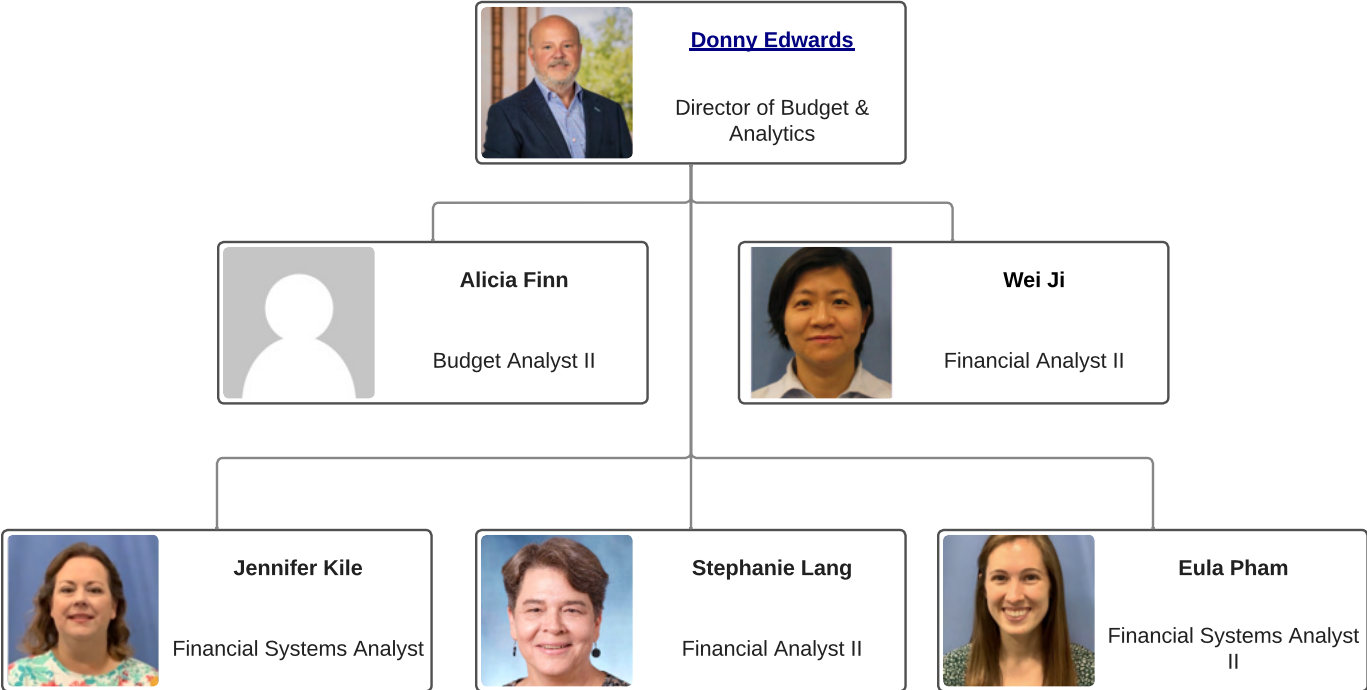 Donny Edwards
Director of Budget &
Analytics
Alicia Finn
Budget Analyst II
Wei Ji
Financial Analyst II
Jennifer Kile
Financial Systems Analyst
Stephanie Lang
Financial Analyst II
Eula Pham
Financial Systems Analyst
II